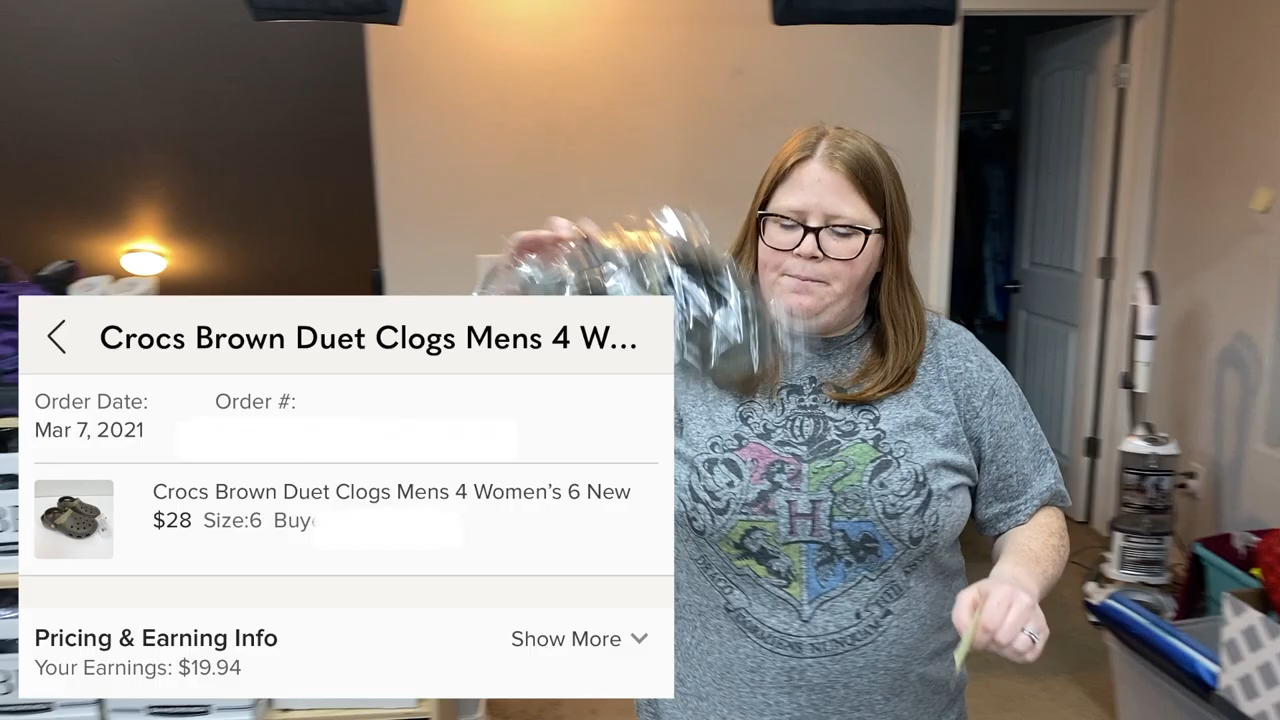 Crocs Brown Duet Clogs Mens 4 W...
Order Date: Order #:
Mar 7, 2021
Crocs Brown Duet Clogs Mens 4 Women's 6 New
$28 Size:6 Buye
Pricing & Earning Info Show More
Your Earnings: $19.94
H